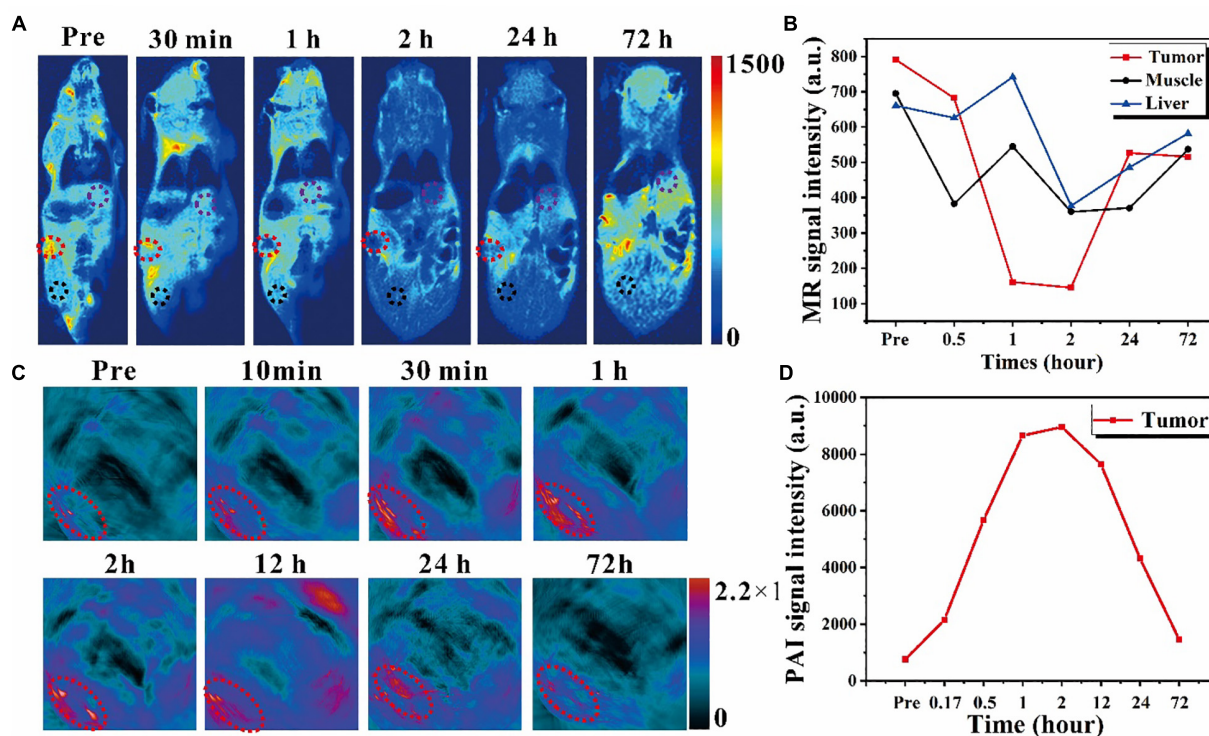 A
Pre 30 min 1 h 2 h 24 h 72 h
1500
0
B
MR signal intensity (a.u.)
800
700
600
500
400
300
200
100
Tumor
Muscle
Liver
Pre 0.5 1 2 24 72
Times (hour)
C
Pre 10min 30 min 1 h
2h 12 h 24 h 72h
2.2×1
0
D
PAI signal intensity (a.u.)
10000
8000
6000
4000
2000
0
Tumor
Pre 0.17 0.5 1 2 12 24 72
Time (hour)